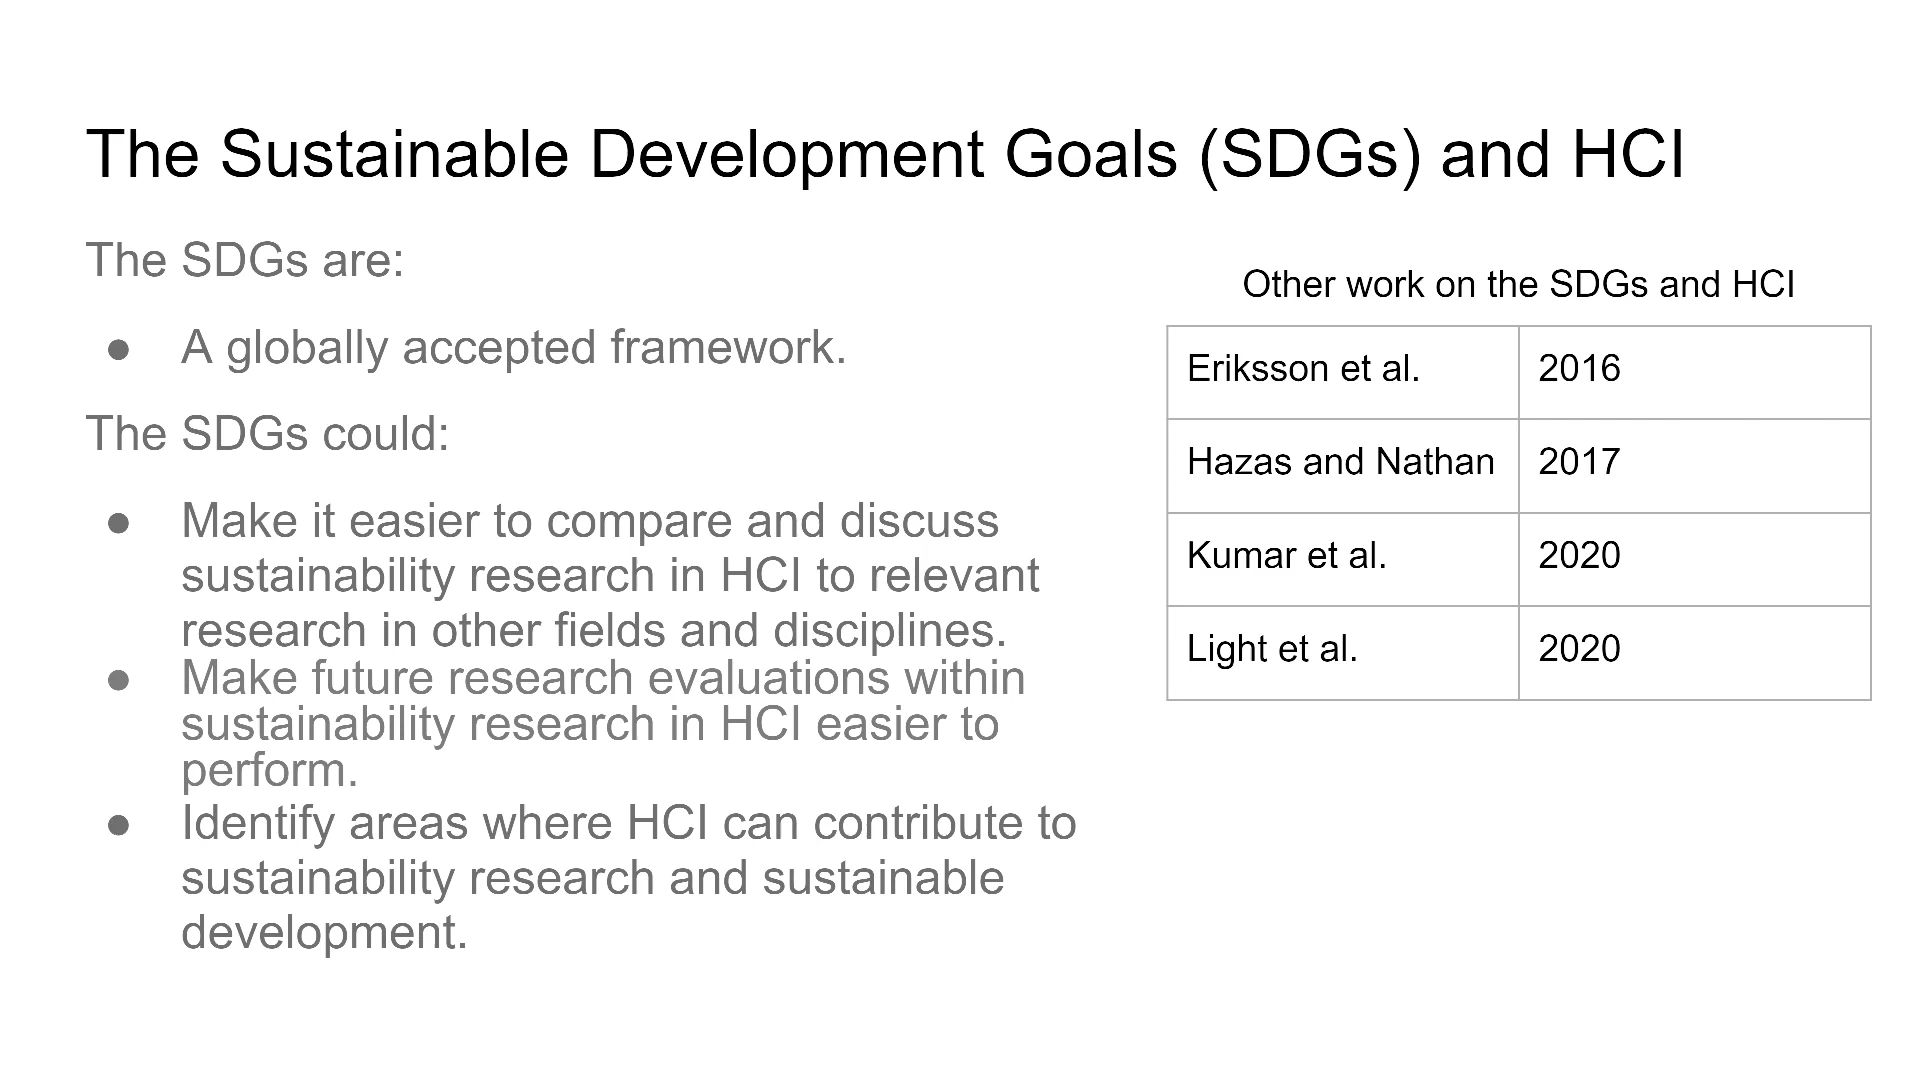 The Sustainable Development Goals (SDGs) and HCI
The SDGs are:
● A globally accepted framework.
The SDGs could:
● Make it easier to compare and discuss
sustainability research in HCI to relevant
research in other fields and disciplines.
● Make future research evaluations within
sustainability research in HCI easier to
perform.
● Identify areas where HCI can contribute to
sustainability research and sustainable
development.
Other work on the SDGs and HCI
Eriksson et al. 2016
Hazas and Nathan 2017
Kumar et al. 2020
Light et al. 2020